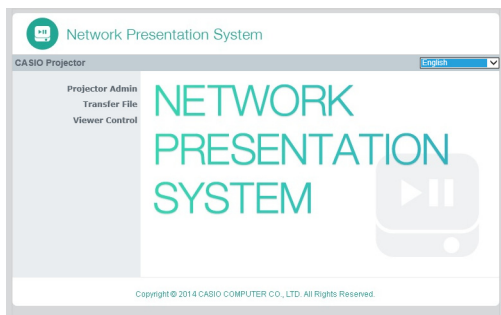 Network Presentation System
CASIO Projector
English
Projector Admin
Transfer File
Viewer Control
NETWORK
PRESENTATION
SYSTEM
Copyright © 2014 CASIO COMPUTER CO., LTD. All Rights Reserved.